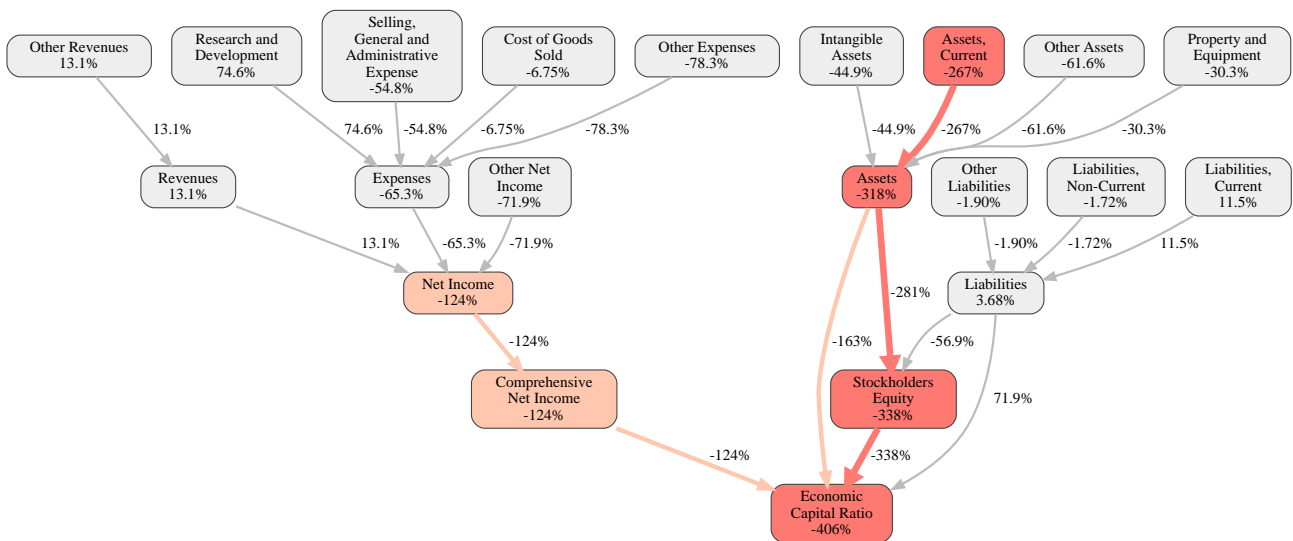 Other Revenues
13.1%
Research and
Development
74.6%
Selling,
General and
Administrative
Expense
-54.8%
Cost of Goods
Sold
-6.75%
Other Expenses
-78.3%
Intangible
Assets
-44.9%
Assets,
Current
-267%
Other Assets
-61.6%
Property and
Equipment
-30.3%
13.1%
74.6%
-54.8%
-6.75%
-78.3%
-44.9%
-267%
-61.6%
-30.3%
Revenues
13.1%
Expenses
-65.3%
Other Net
Income
-71.9%
Assets
-318%
Other
Liabilities
-1.90%
Liabilities,
Non-Current
-1.72%
Liabilities,
Current
11.5%
13.1%
-65.3%
-71.9%
-1.90%
-1.72%
11.5%
Net Income
-124%
-281%
Liabilities
3.68%
-124%
-163%
-56.9%
Comprehensive
Net Income
-124%
Stockholders
Equity
-338%
71.9%
-124%
-338%
Economic
Capital Ratio
-406%